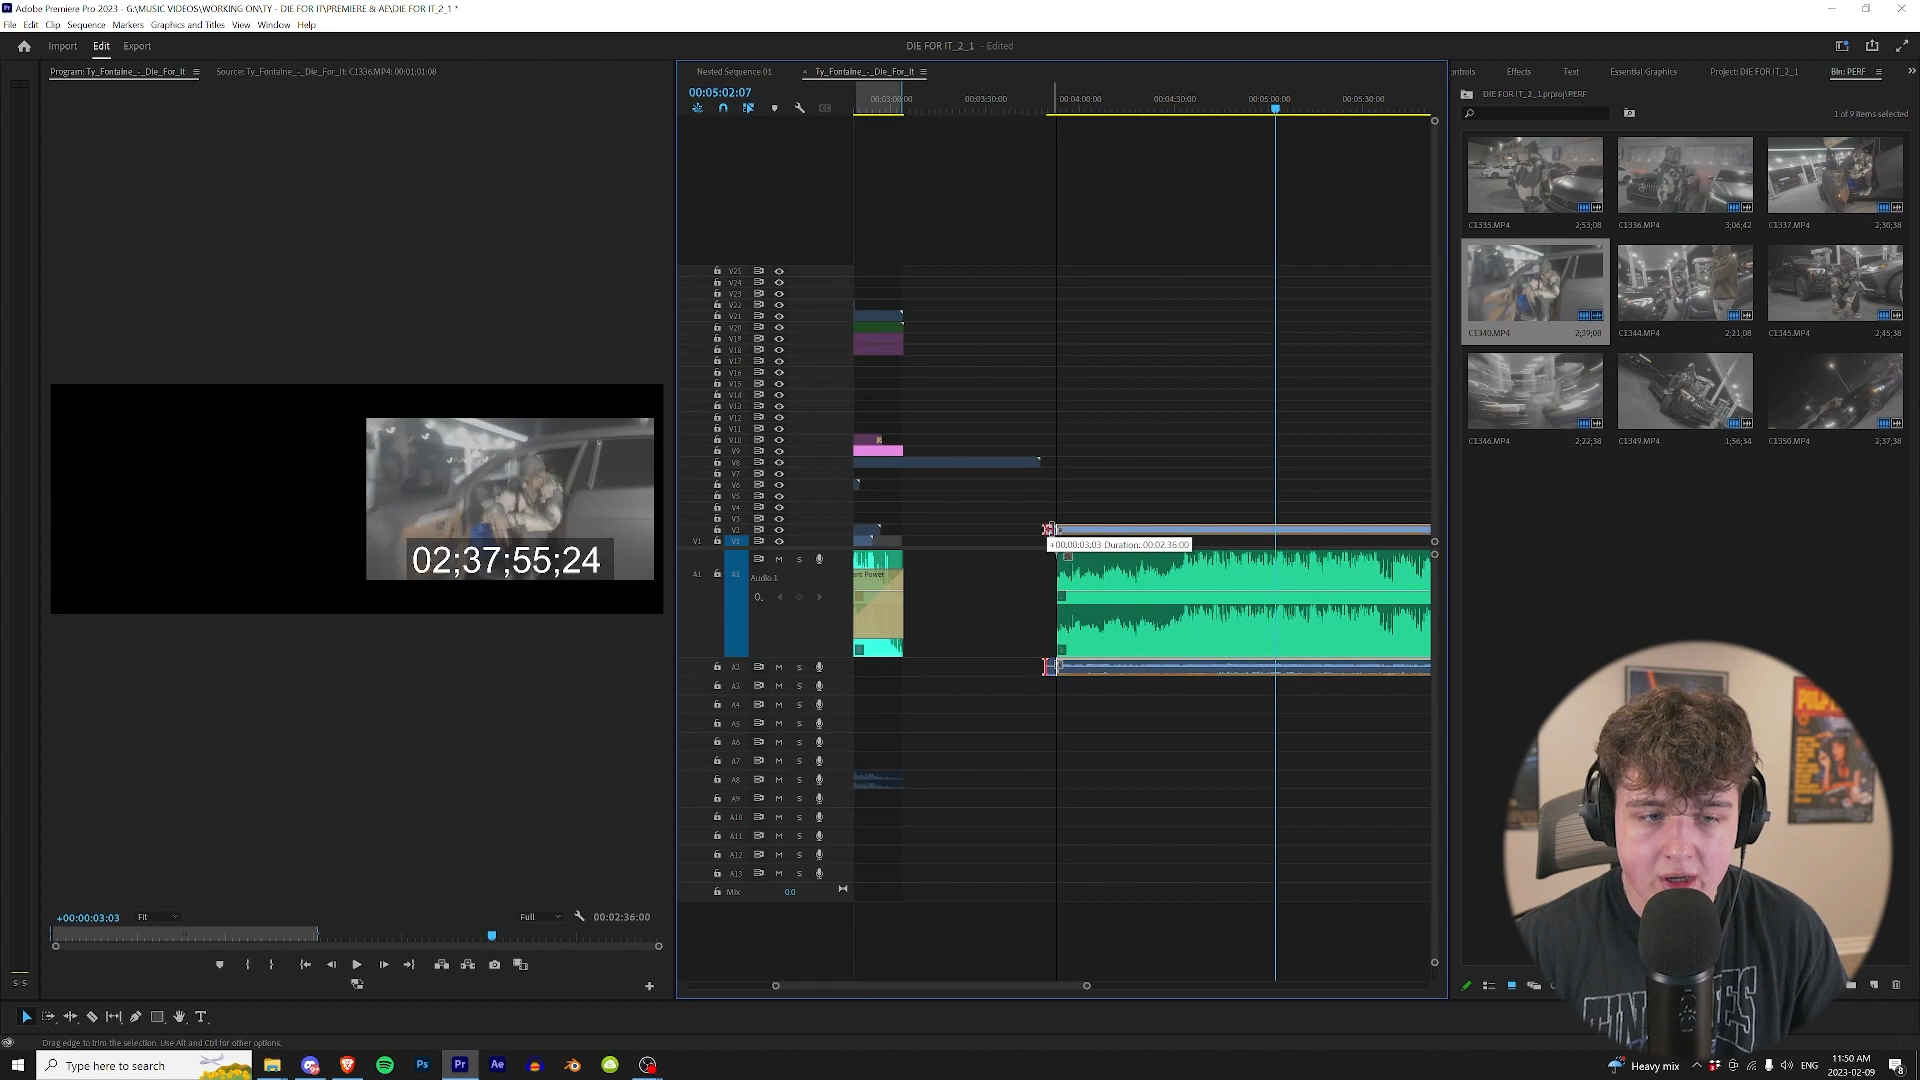 Adobe Premiere Pro 2023 - G:\MUSIC VIDEOS\WORKING ON\TY - DIE FOR IT\PREMIERE & AE\DIE FOR IT_2_1 *
File Edit Clip Sequence Markers Graphics and Titles View Window Help
Import Edit Export
DIE FOR IT_2_1 - Edited
Program: Ty_Fontaine_-_Die_For_It
Source: Ty_Fontaine_-_Die_For_It: C1336.MP4: 00:01:01:08
Nested Sequence 01
× Ty_Fontaine_-_Die_For_It
ontrols Effects Text Essential Graphics Project: DIE FOR IT_2_1 Bin: PERF
00:05:02:07
00:03:00:00 00:03:30:00 00:04:00:00 00:04:30:00 00:05:00:00 00:05:30:00
DIE FOR IT_2_1.prproj\PERF
1 of 9 items selected
C1335.MP4 2;53;08
C1336.MP4 3;06;42
C1337.MP4 2;30;38
C1340.MP4 2;39;08
C1344.MP4 2;21;08
C1345.MP4 2;45;38
C1346.MP4 2;22;38
C1349.MP4 1;56;34
C1350.MP4 2;37;38
V25
V24
V23
V22
V21
V20
V19
V18
V17
V16
V15
V14
V13
V12
V11
V10
V9
V8
V7
V6
V5
V4
V3
V2
V1 V1
+00:00:03:03 Duration: 00:02:36:00
M S
A1 A1 Audio 1
ant Power
A2 M S
A3 M S
A4 M S
A5 M S
A6 M S
A7 M S
A8 M S
A9 M S
A10 M S
A11 M S
A12 M S
A13 M S
Mix 0.0
02;37;55;24
+00:00:03:03 Fit Full 00:02:36:00
S S
Drag edge to trim the selection. Use Alt and Ctrl for other options.
Type here to search
Ps Pr Ae
Heavy mix
ENG
11:50 AM
2023-02-09
8
PULP